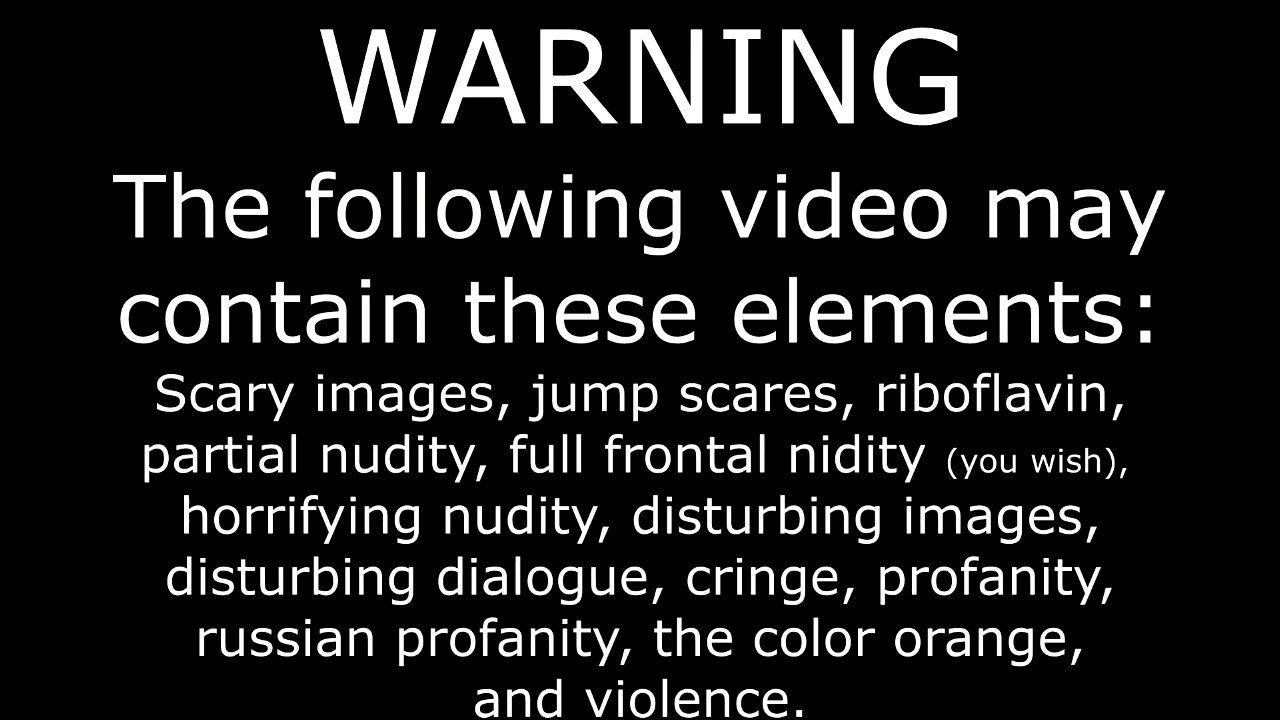 WARNING
The following video may
contain these elements:
Scary images, jump scares, riboflavin,
partial nudity, full frontal nidity (you wish),
horrifying nudity, disturbing images,
disturbing dialogue, cringe, profanity,
russian profanity, the color orange,
and violence.